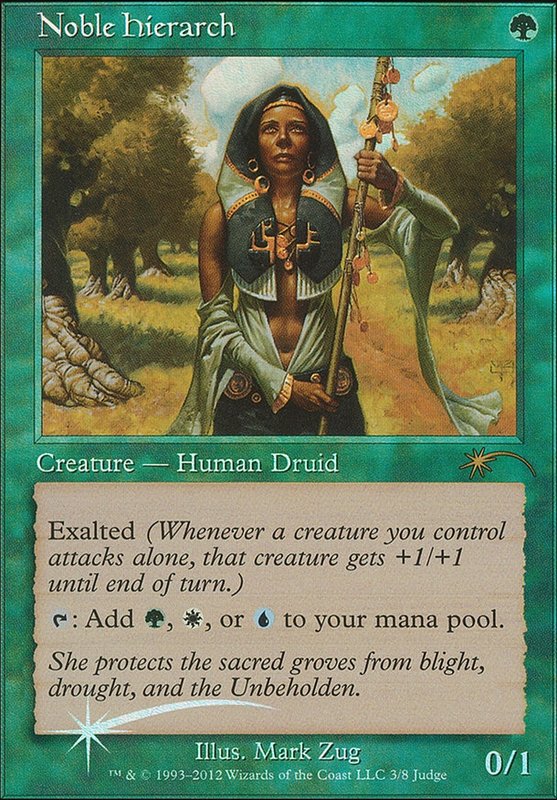 Noble Hierarch
Creature — Human Druid
Exalted (Whenever a creature you control
attacks alone, that creature gets +1/+1
until end of turn.)
: Add , , or to your mana pool.
She protects the sacred groves from blight,
drought, and the Unbeholden.
Illus. Mark Zug
0/1
™ & © 1993–2012 Wizards of the Coast LLC 3/8 Judge